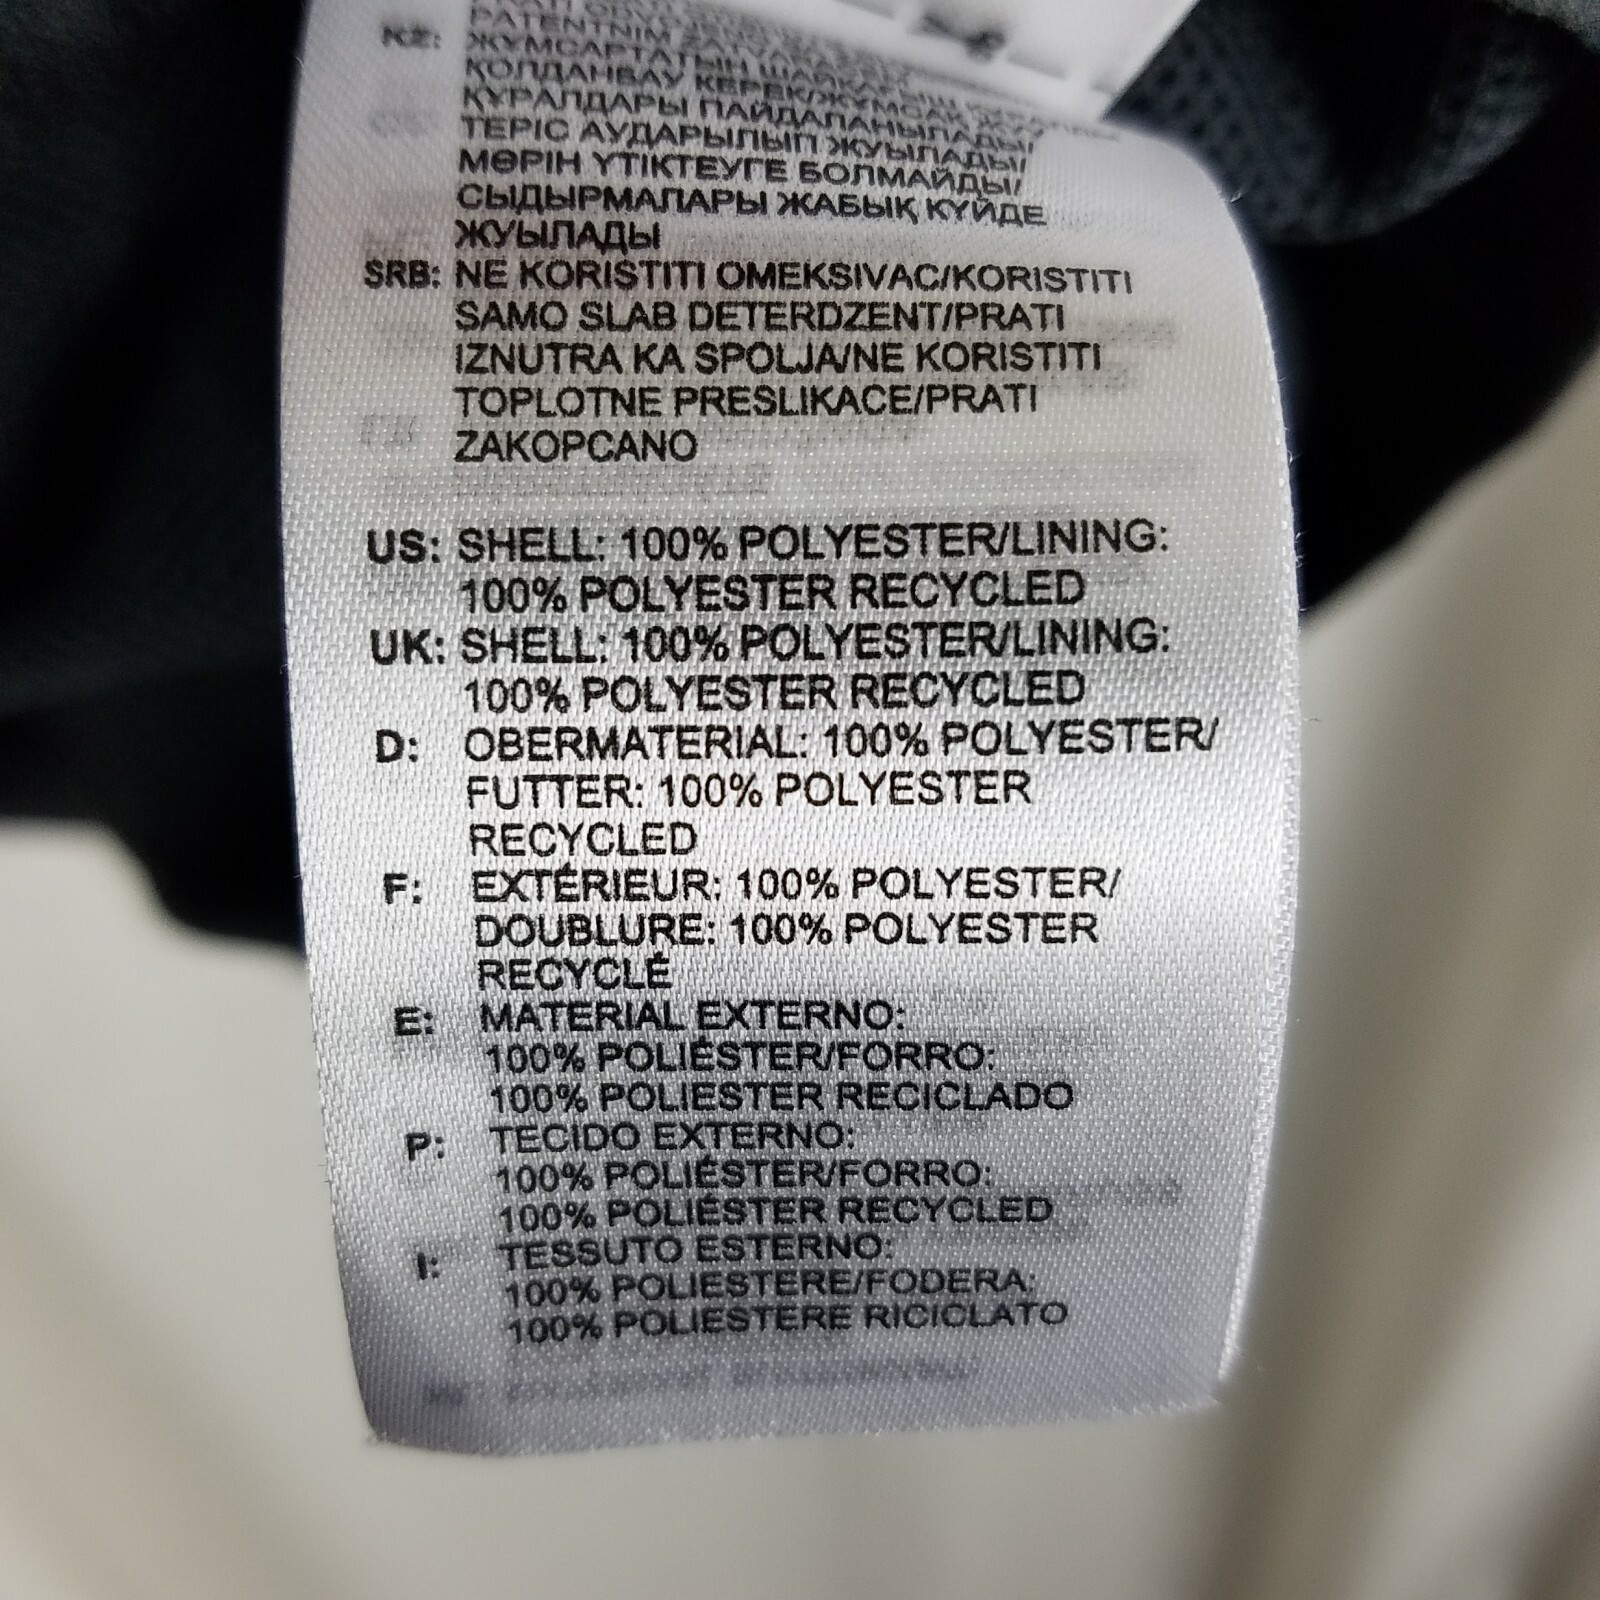 PATENTNIM ZATVARA
KZ: ЖҰМСАРТАТЫН ШАЙҒЫШ
ҚОЛДАНБАУ КЕРЕК/ЖҰМСАҚ ЖУУ
ҚҰРАЛДАРЫ ПАЙДАЛАНЫЛАДЫ/
ТЕРІС АУДАРЫЛЫП ЖУЫЛАДЫ/
МӨРІН ҮТІКТЕУГЕ БОЛМАЙДЫ/
СЫДЫРМАЛАРЫ ЖАБЫҚ КҮЙДЕ
ЖУЫЛАДЫ
SRB: NE KORISTITI OMEKSIVAC/KORISTITI
SAMO SLAB DETERDZENT/PRATI
IZNUTRA KA SPOLJA/NE KORISTITI
TOPLOTNE PRESLIKACE/PRATI
ZAKOPCANO
US: SHELL: 100% POLYESTER/LINING:
100% POLYESTER RECYCLED
UK: SHELL: 100% POLYESTER/LINING:
100% POLYESTER RECYCLED
D: OBERMATERIAL: 100% POLYESTER/
FUTTER: 100% POLYESTER
RECYCLED
F: EXTÉRIEUR: 100% POLYESTER/
DOUBLURE: 100% POLYESTER
RECYCLÉ
E: MATERIAL EXTERNO:
100% POLIÉSTER/FORRO:
100% POLIESTER RECICLADO
P: TECIDO EXTERNO:
100% POLIÉSTER/FORRO:
100% POLIÉSTER RECYCLED
I: TESSUTO ESTERNO:
100% POLIESTERE/FODERA:
100% POLIESTERE RICICLATO